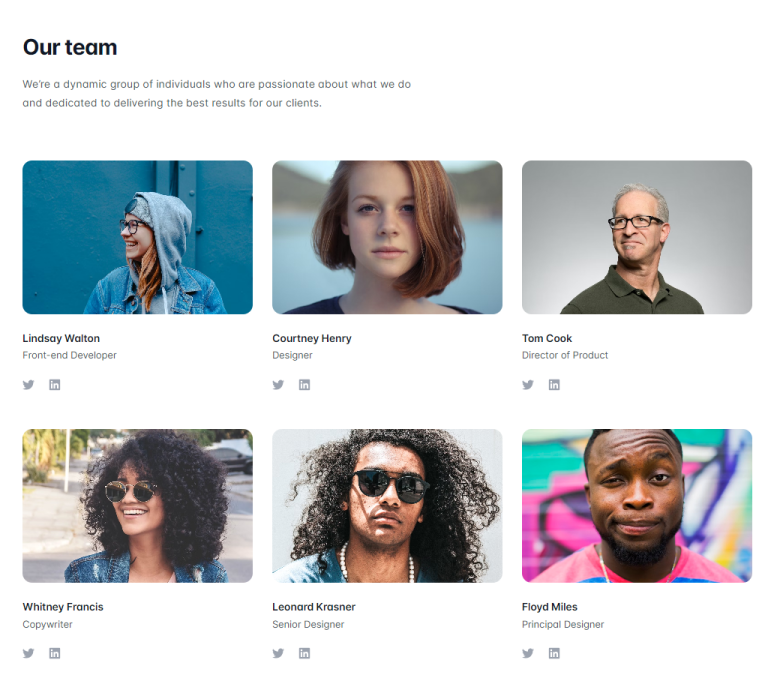 Our team
We're a dynamic group of individuals who are passionate about what we do
and dedicated to delivering the best results for our clients.
Lindsay Walton
Front-end Developer
Courtney Henry
Designer
Tom Cook
Director of Product
Whitney Francis
Copywriter
Leonard Krasner
Senior Designer
Floyd Miles
Principal Designer